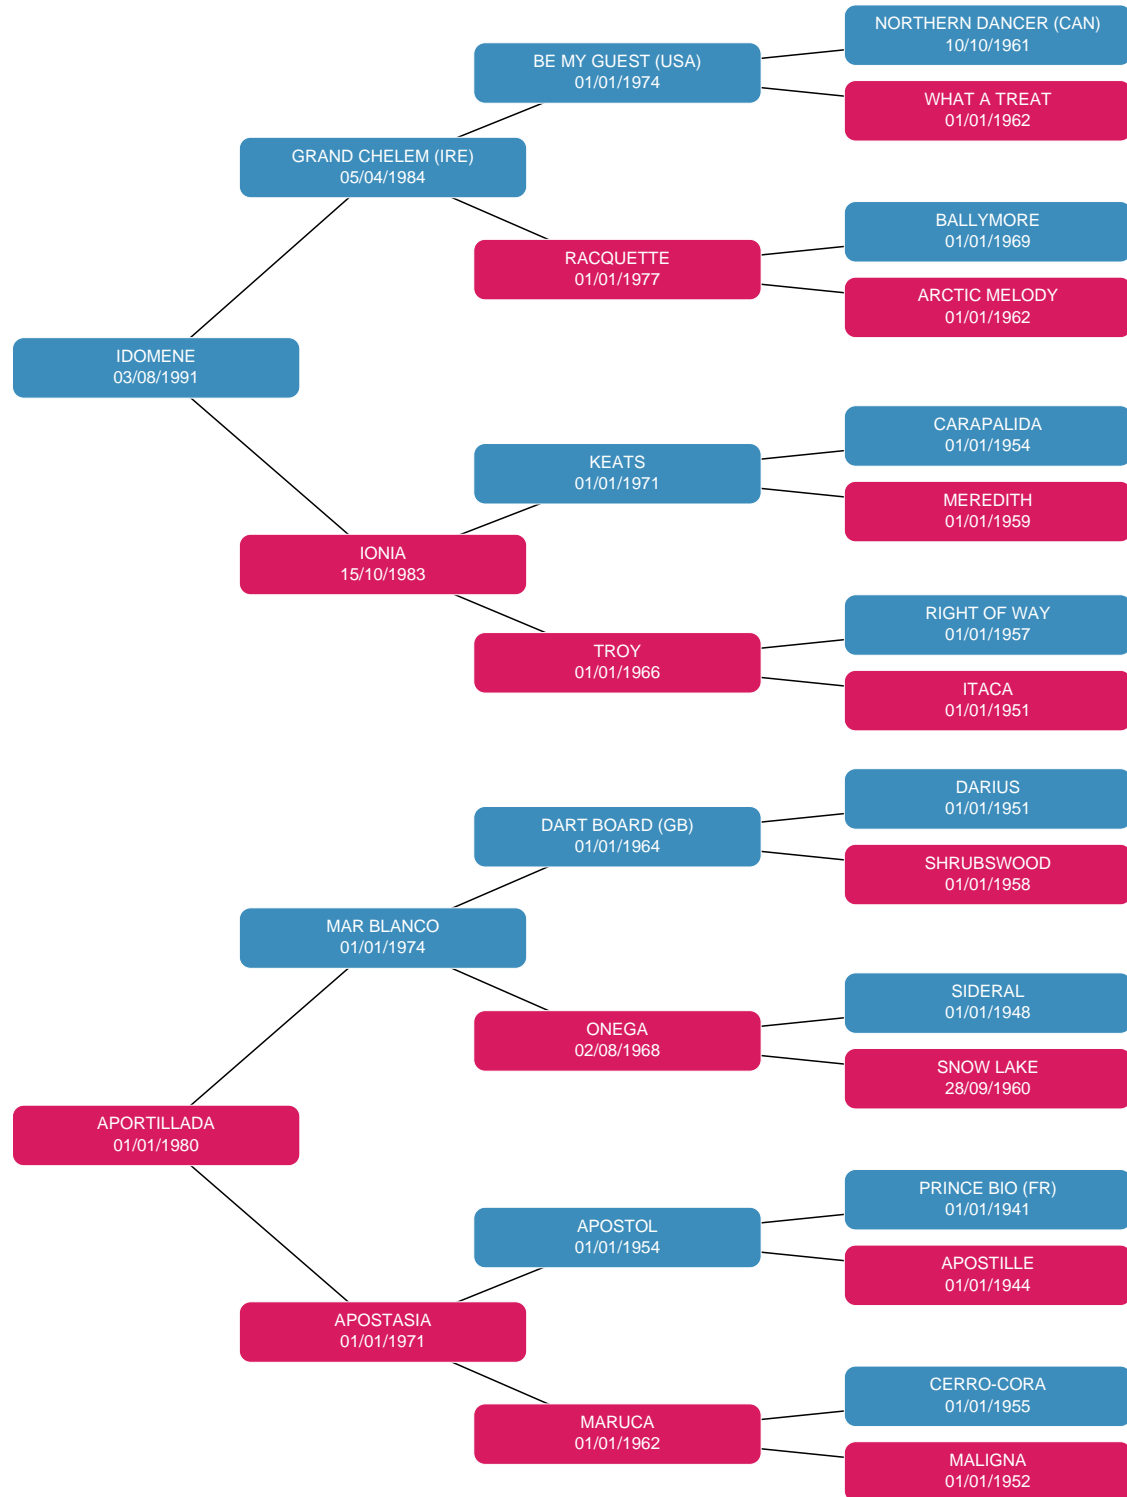 NORTHERN DANCER (CAN)
10/10/1961
BE MY GUEST (USA)
01/01/1974
WHAT A TREAT
01/01/1962
GRAND CHELEM (IRE)
05/04/1984
BALLYMORE
01/01/1969
RACQUETTE
01/01/1977
ARCTIC MELODY
01/01/1962
IDOMENE
03/08/1991
CARAPALIDA
01/01/1954
KEATS
01/01/1971
MEREDITH
01/01/1959
IONIA
15/10/1983
RIGHT OF WAY
01/01/1957
TROY
01/01/1966
ITACA
01/01/1951
DARIUS
01/01/1951
DART BOARD (GB)
01/01/1964
SHRUBSWOOD
01/01/1958
MAR BLANCO
01/01/1974
SIDERAL
01/01/1948
ONEGA
02/08/1968
SNOW LAKE
28/09/1960
APORTILLADA
01/01/1980
PRINCE BIO (FR)
01/01/1941
APOSTOL
01/01/1954
APOSTILLE
01/01/1944
APOSTASIA
01/01/1971
CERRO-CORA
01/01/1955
MARUCA
01/01/1962
MALIGNA
01/01/1952